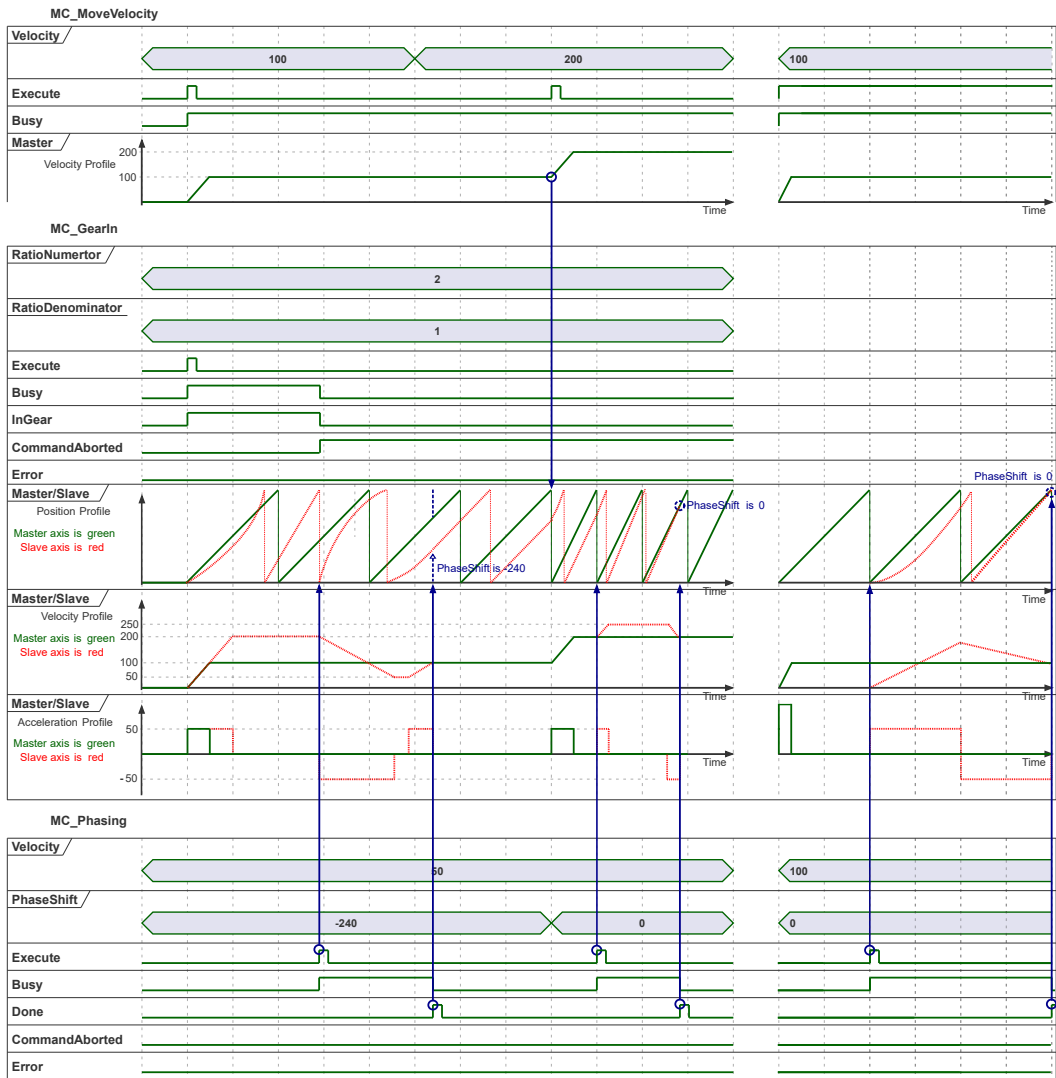 MC_MoveVelocity
Velocity
100 200 100
Execute
Busy
Master
Velocity Profile
200
100
Time Time
MC_GearIn
RatioNumertor
2
RatioDenominator
1
Execute
Busy
InGear
CommandAborted
Error
PhaseShift is 0
Master/Slave
Position Profile
PhaseShift is 0
Master axis is green
Slave axis is red
PhaseShift is -240
Time Time
Master/Slave
Velocity Profile
250
200
Master axis is green
Slave axis is red
100
50
Time Time
Master/Slave
Acceleration Profile
50
Master axis is green
Slave axis is red
Time Time
-50
MC_Phasing
Velocity
50 100
PhaseShift
-240 0 0
Execute
Busy
Done
CommandAborted
Error